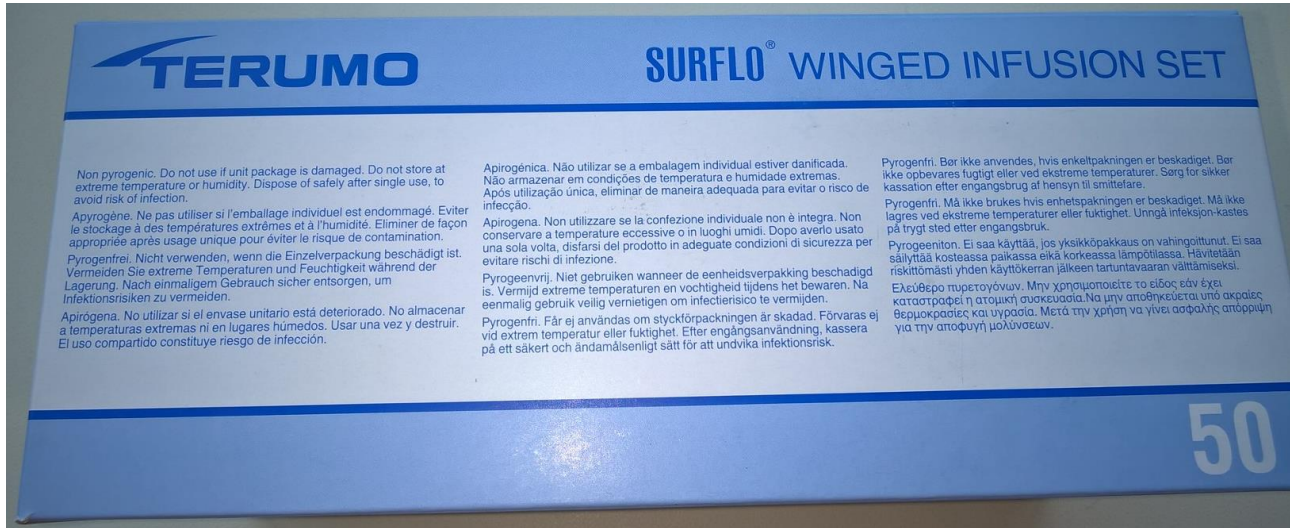 TERUMO
SURFLO® WINGED INFUSION SET
Non pyrogenic. Do not use if unit package is damaged. Do not store at
extreme temperature or humidity. Dispose of safely after single use, to
avoid risk of infection.
Apyrogène. Ne pas utiliser si l'emballage individuel est endommagé. Eviter
le stockage à des températures extrêmes et à l'humidité. Eliminer de façon
appropriée après usage unique pour éviter le risque de contamination.
Pyrogenfrei. Nicht verwenden, wenn die Einzelverpackung beschädigt ist.
Vermeiden Sie extreme Temperaturen und Feuchtigkeit während der
Lagerung. Nach einmaligem Gebrauch sicher entsorgen, um
Infektionsrisiken zu vermeiden.
Apirógena. No utilizar si el envase unitario está deteriorado. No almacenar
a temperaturas extremas ni en lugares húmedos. Usar una vez y destruir.
El uso compartido constituye riesgo de infección.
Apirogénica. Não utilizar se a embalagem individual estiver danificada.
Não armazenar em condições de temperatura e humidade extremas.
Após utilização única, eliminar de maneira adequada para evitar o risco de
infecção.
Apirogena. Non utilizzare se la confezione individuale non è integra. Non
conservare a temperature eccessive o in luoghi umidi. Dopo averlo usato
una sola volta, disfarsi del prodotto in adeguate condizioni di sicurezza per
evitare rischi di infezione.
Pyrogeenvrij. Niet gebruiken wanneer de eenheidsverpakking beschadigd
is. Vermijd extreme temperaturen en vochtigheid tijdens het bewaren. Na
eenmalig gebruik veilig vernietigen om infectierisico te vermijden.
Pyrogenfri. Får ej användas om styckförpackningen är skadad. Förvaras ej
vid extrem temperatur eller fuktighet. Efter engångsanvändning, kassera
på ett säkert och ändamålsenligt sätt för att undvika infektionsrisk.
Pyrogenfri. Bør ikke anvendes, hvis enkeltpakningen er beskadiget. Bør
ikke opbevares fugtigt eller ved ekstreme temperaturer. Sørg for sikker
kassation efter engangsbrug af hensyn til smittefare.
Pyrogenfri. Må ikke brukes hvis enhetspakningen er beskadiget. Må ikke
lagres ved ekstreme temperaturer eller fuktighet. Unngå infeksjon-kastes
på trygt sted etter engangsbruk.
Pyrogeeniton. Ei saa käyttää, jos yksikköpakkaus on vahingoittunut. Ei saa
säilyttää kosteassa paikassa eikä korkeassa lämpötilassa. Hävitetään
riskittömästi yhden käyttökerran jälkeen tartuntavaaran välttämiseksi.
Ελεύθερο πυρετογόνων. Μην χρησιμοποιείτε το είδος εάν έχει
καταστραφεί η ατομική συσκευασία.Να μην αποθηκεύεται υπό ακραίες
θερμοκρασίες και υγρασία. Μετά την χρήση να γίνει ασφαλής απόρριψη
για την αποφυγή μολύνσεων.
50